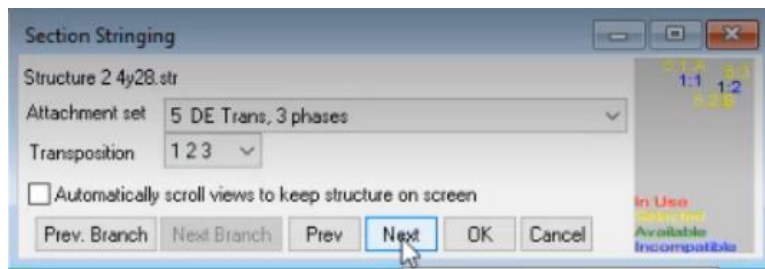 Section Stringing
Structure 2 4y28.str
Attachment set 5 DE Trans, 3 phases
Transposition 1 2 3
Automatically scroll views to keep structure on screen
Prev. Branch Next Branch Prev Next OK Cancel
1:1
1:2
In Use
Selected
Available
Incompatible